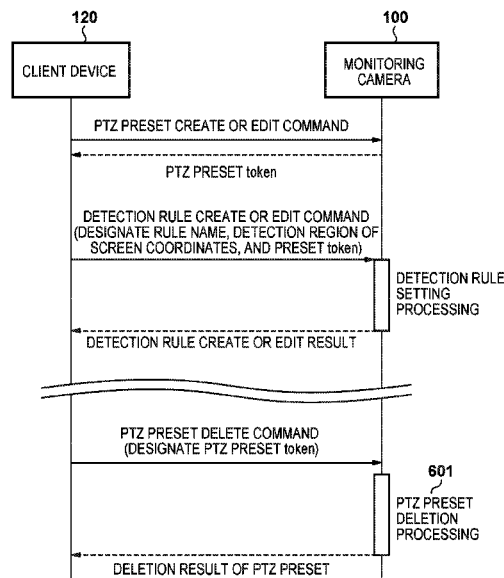 120
100
CLIENT DEVICE
MONITORING
CAMERA
PTZ PRESET CREATE OR EDIT COMMAND
PTZ PRESET token
DETECTION RULE CREATE OR EDIT COMMAND
(DESIGNATE RULE NAME, DETECTION REGION OF
SCREEN COORDINATES, AND PRESET token)
DETECTION RULE
SETTING
PROCESSING
DETECTION RULE CREATE OR EDIT RESULT
PTZ PRESET DELETE COMMAND
(DESIGNATE PTZ PRESET token)
601
PTZ PRESET
DELETION
PROCESSING
DELETION RESULT OF PTZ PRESET